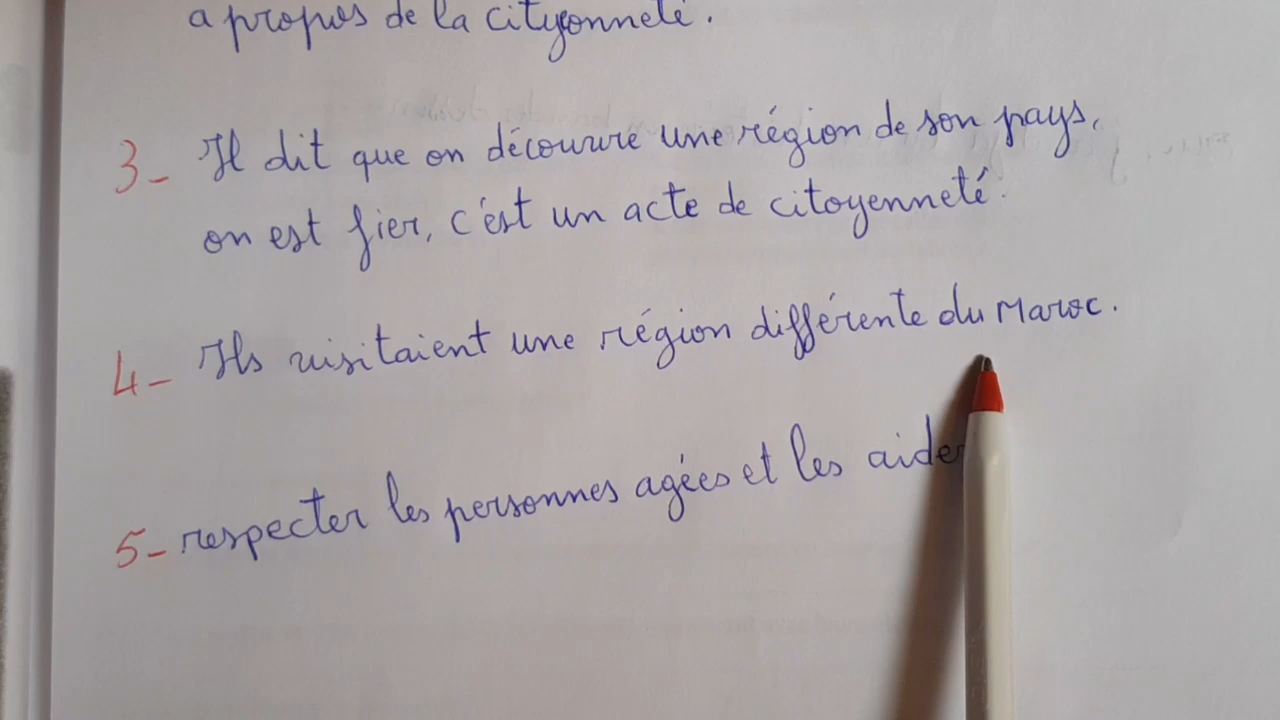 a propos de la cityonneté.
3- Il dit que on découvre une région de son pays,
on est fier, c'est un acte de citoyenneté.
4- Ils visitaient une région différente du Maroc.
5- respecter les personnes agées et les aider